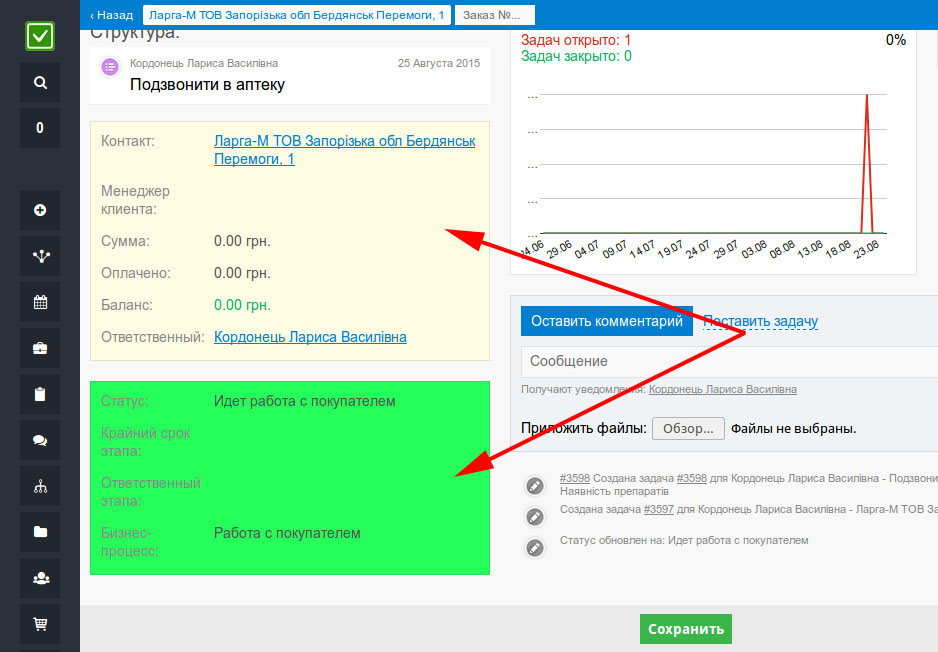 ‹ Назад
Ларга-М ТОВ Запорізька обл Бердянськ Перемоги, 1
Заказ №...
0
Структура:
Кордонець Лариса Василівна
25 Августа 2015
Подзвонити в аптеку
Контакт:
Ларга-М ТОВ Запорізька обл Бердянськ
Перемоги, 1
Менеджер
клиента:
Сумма:
0.00 грн.
Оплачено:
0.00 грн.
Баланс:
0.00 грн.
Ответственный:
Кордонець Лариса Василівна
Статус:
Идет работа с покупателем
Крайний срок
этапа:
Ответственный
этапа:
Бизнес-
процесс:
Работа с покупателем
Задач открыто: 1
0%
Задач закрыто: 0
...
...
...
...
...
29.06
04.07
09.07
14.07
19.07
24.07
29.07
03.08
08.08
13.08
18.08
23.08
Оставить комментарий
Поставить задачу
Сообщение
Получают уведомления: Кордонець Лариса Василівна
Приложить файлы:
Обзор...
Файлы не выбраны.
#3598 Создана задача #3598 для Кордонець Лариса Василівна - Подзвони
Наявність препаратів
Создана задача #3597 для Кордонець Лариса Василівна - Ларга-М ТОВ За
Статус обновлен на: Идет работа с покупателем
Сохранить